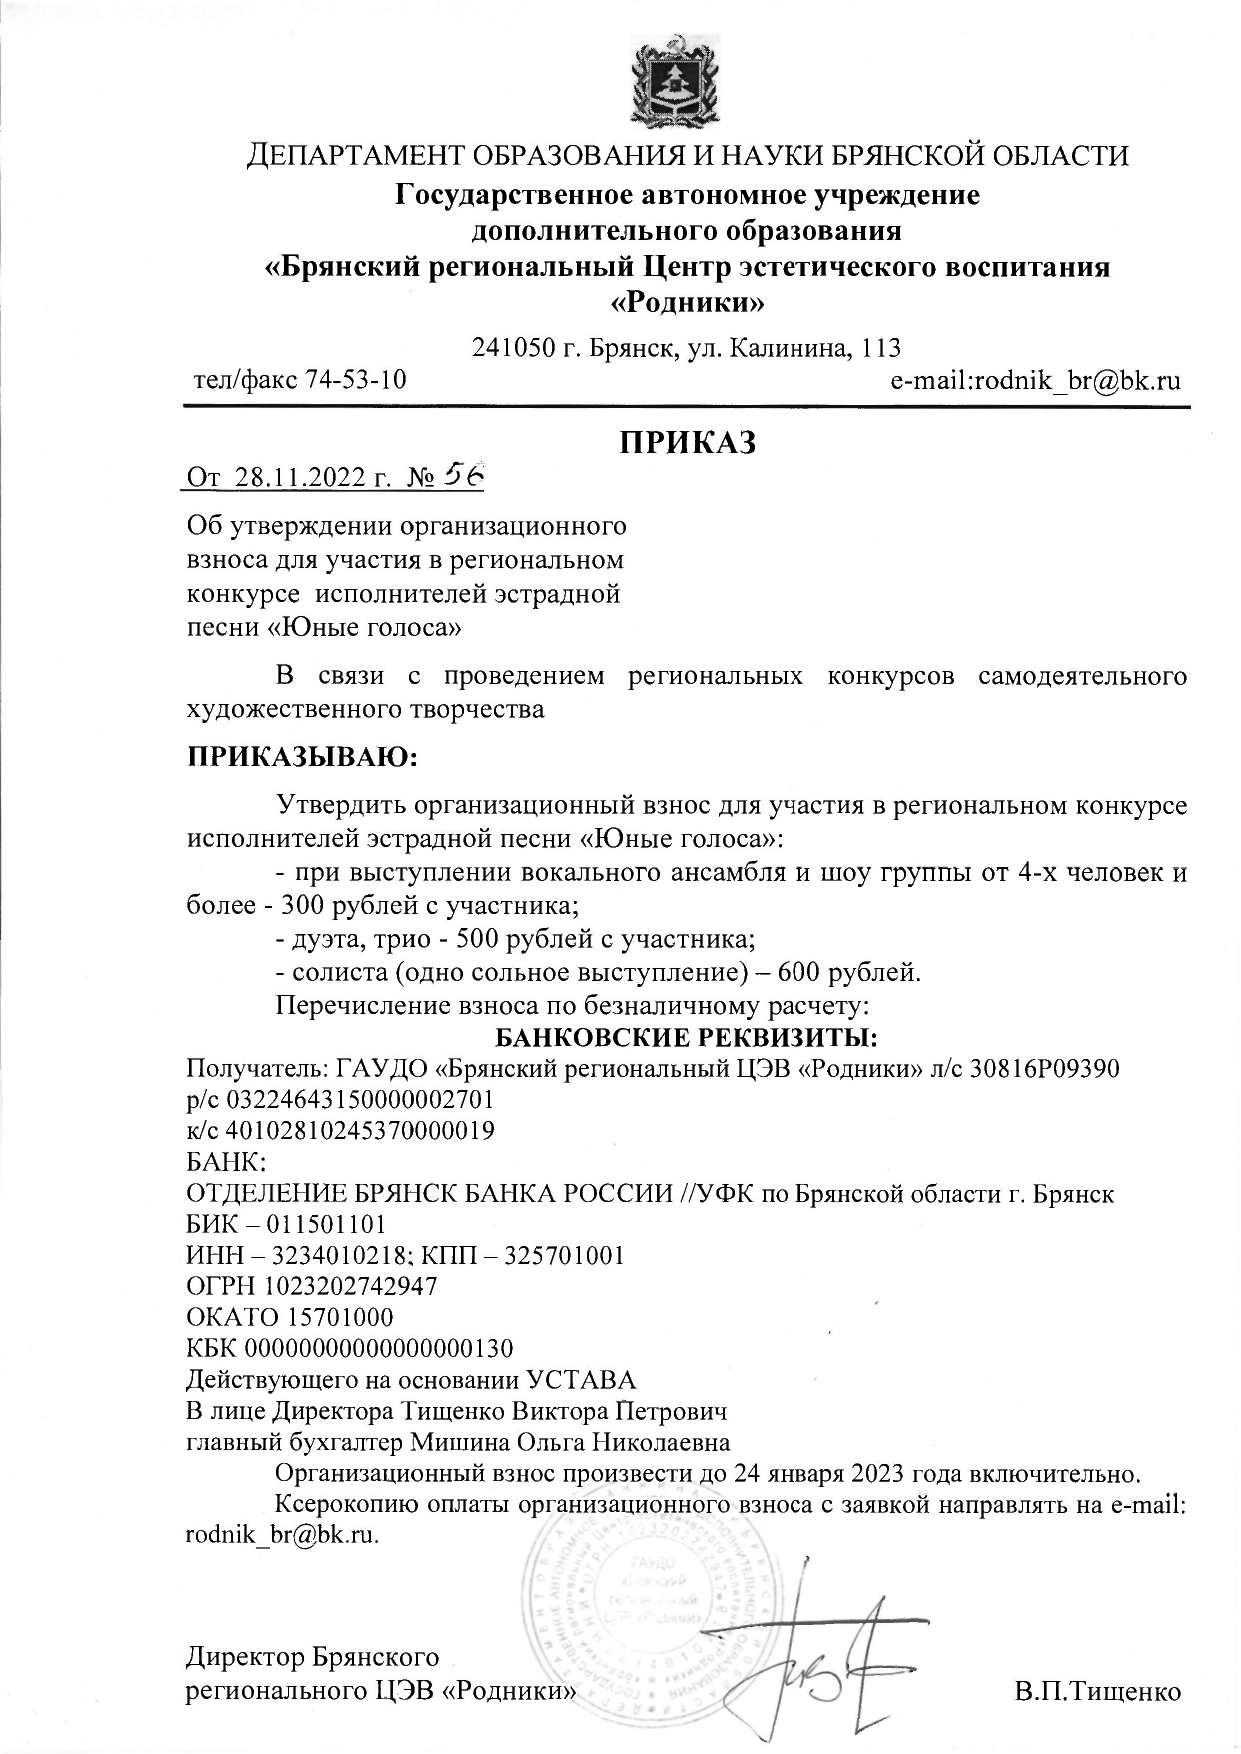 ДЕПАРТАМЕНТ ОБРАЗОВАНИЯ И НАУКИ БРЯНСКОЙ ОБЛАСТИ
Государственное автономное учреждение
дополнительного образования
«Брянский региональный Центр эстетического воспитания
«Родники»
241050 г. Брянск, ул. Калинина, 113
тел/факс 74-53-10 e-mail:rodnik_br@bk.ru
ПРИКАЗ
От 28.11.2022 г. № 56
Об утверждении организационного
взноса для участия в региональном
конкурсе исполнителей эстрадной
песни «Юные голоса»
В связи с проведением региональных конкурсов самодеятельного
художественного творчества
ПРИКАЗЫВАЮ:
Утвердить организационный взнос для участия в региональном конкурсе
исполнителей эстрадной песни «Юные голоса»:
- при выступлении вокального ансамбля и шоу группы от 4-х человек и
более - 300 рублей с участника;
- дуэта, трио - 500 рублей с участника;
- солиста (одно сольное выступление) – 600 рублей.
Перечисление взноса по безналичному расчету:
БАНКОВСКИЕ РЕКВИЗИТЫ:
Получатель: ГАУДО «Брянский региональный ЦЭВ «Родники» л/с 30816Р09390
р/с 03224643150000002701
к/с 40102810245370000019
БАНК:
ОТДЕЛЕНИЕ БРЯНСК БАНКА РОССИИ //УФК по Брянской области г. Брянск
БИК – 011501101
ИНН – 3234010218; КПП – 325701001
ОГРН 1023202742947
ОКАТО 15701000
КБК 00000000000000000130
Действующего на основании УСТАВА
В лице Директора Тищенко Виктора Петрович
главный бухгалтер Мишина Ольга Николаевна
Организационный взнос произвести до 24 января 2023 года включительно.
Ксерокопию оплаты организационного взноса с заявкой направлять на e-mail:
rodnik_br@bk.ru.
ГАУДО
ЦЭВ «Родники»
Директор Брянского
регионального ЦЭВ «Родники» В.П.Тищенко